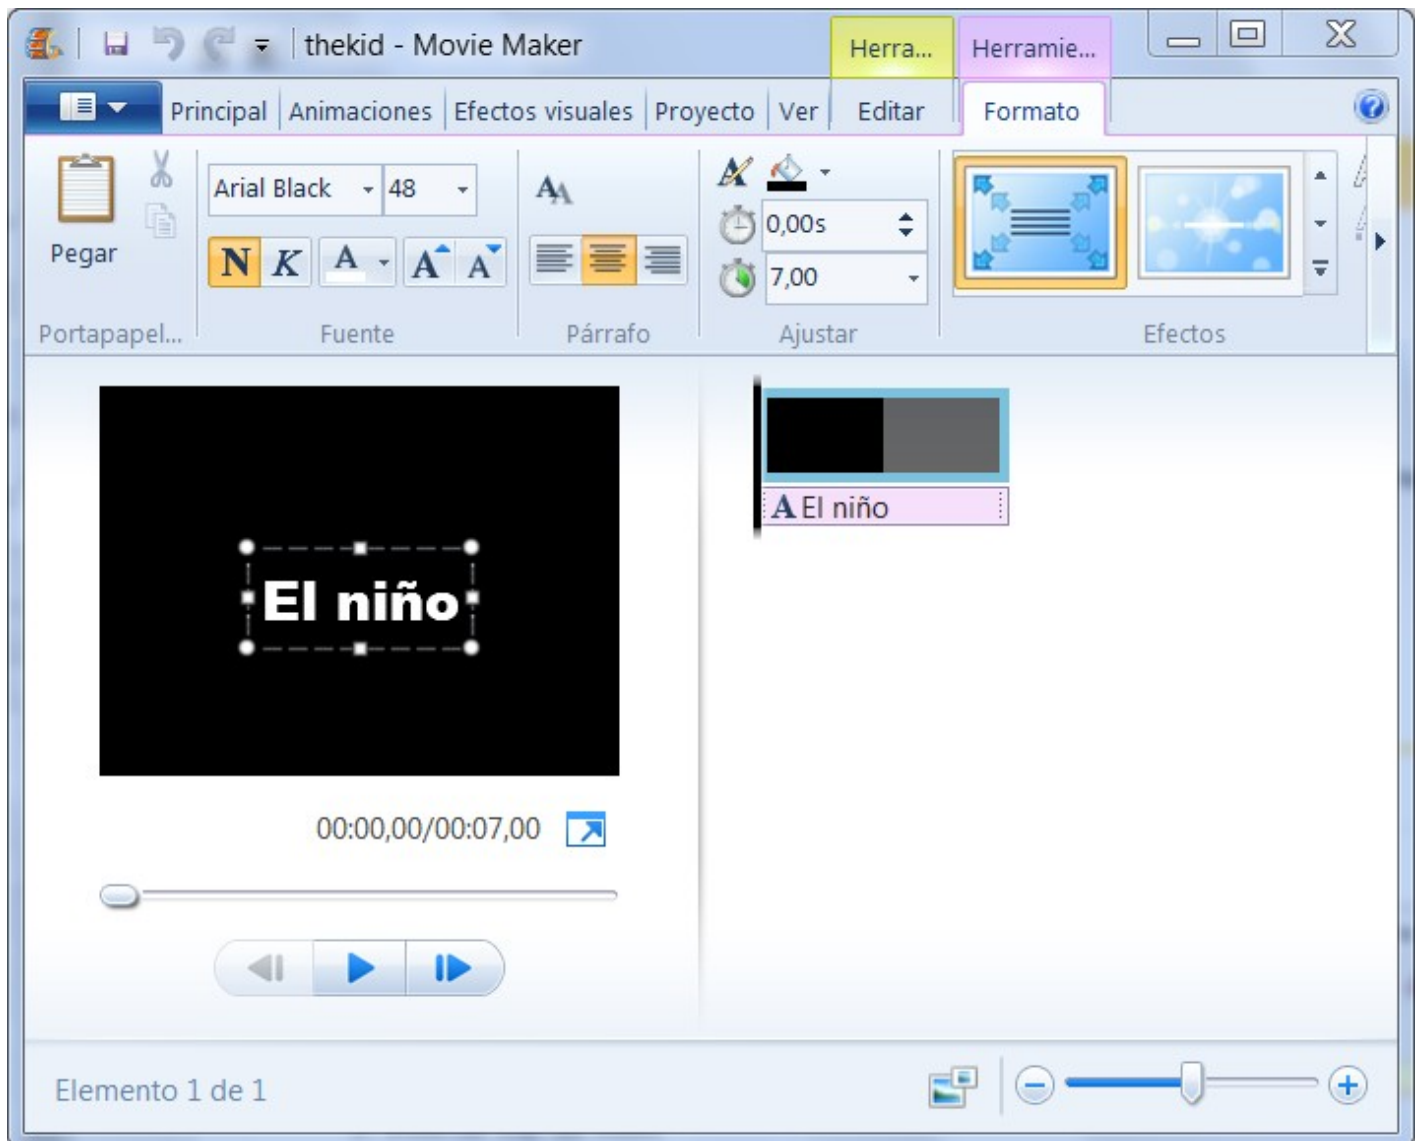 thekid - Movie Maker
Herra...
Herramie...
Principal
Animaciones
Efectos visuales
Proyecto
Ver
Editar
Formato
Pegar
Portapapel...
Arial Black
48
N K A A A
Fuente
AA
Párrafo
A
0,00s
7,00
Ajustar
Efectos
El niño
A El niño
00:00,00/00:07,00
Elemento 1 de 1